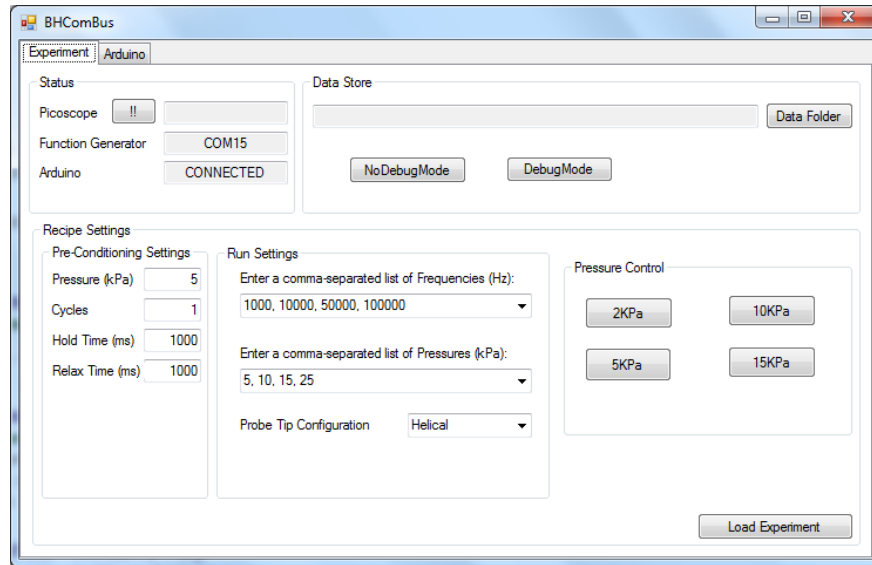 BHComBus
Experiment Arduino
Status
Picoscope !!
Function Generator COM15
Arduino CONNECTED
Data Store
Data Folder
NoDebugMode DebugMode
Recipe Settings
Pre-Conditioning Settings
Pressure (kPa) 5
Cycles 1
Hold Time (ms) 1000
Relax Time (ms) 1000
Run Settings
Enter a comma-separated list of Frequencies (Hz):
1000, 10000, 50000, 100000
Enter a comma-separated list of Pressures (kPa):
5, 10, 15, 25
Probe Tip Configuration Helical
Pressure Control
2KPa 10KPa
5KPa 15KPa
Load Experiment